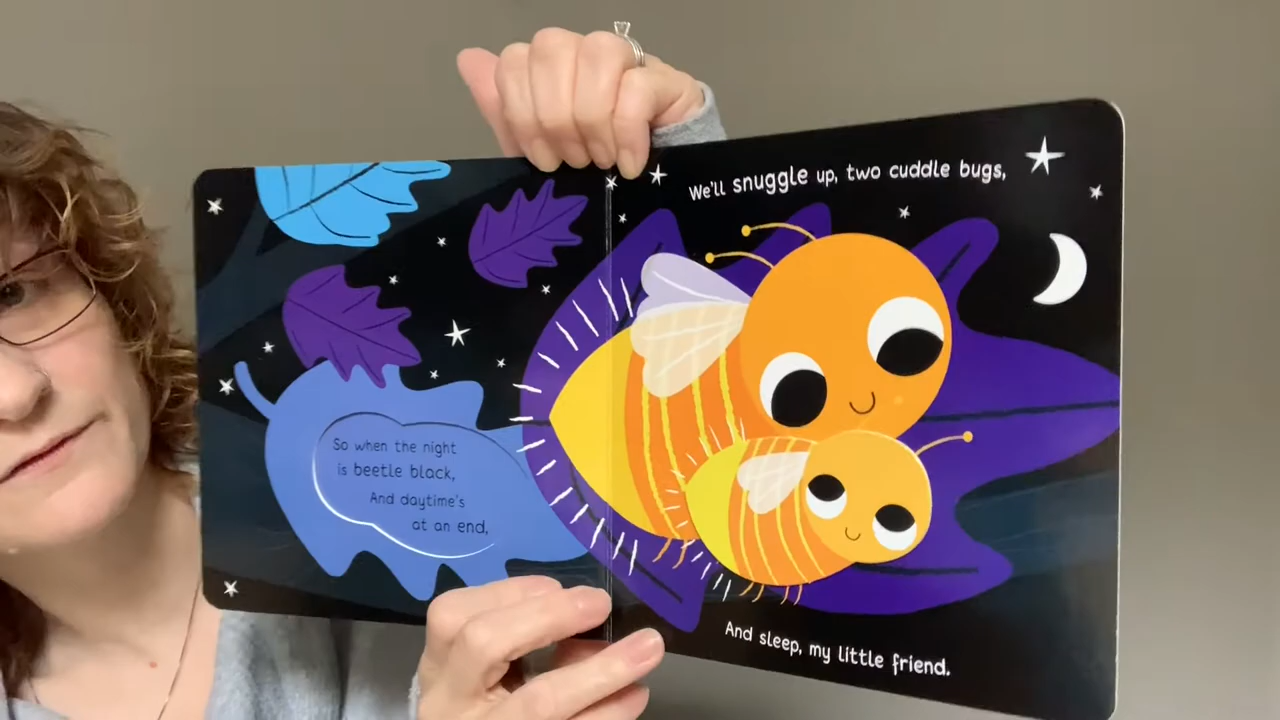 So when the night
is beetle black,
And daytime's
at an end,
We'll snuggle up, two cuddle bugs,
And sleep, my little friend.